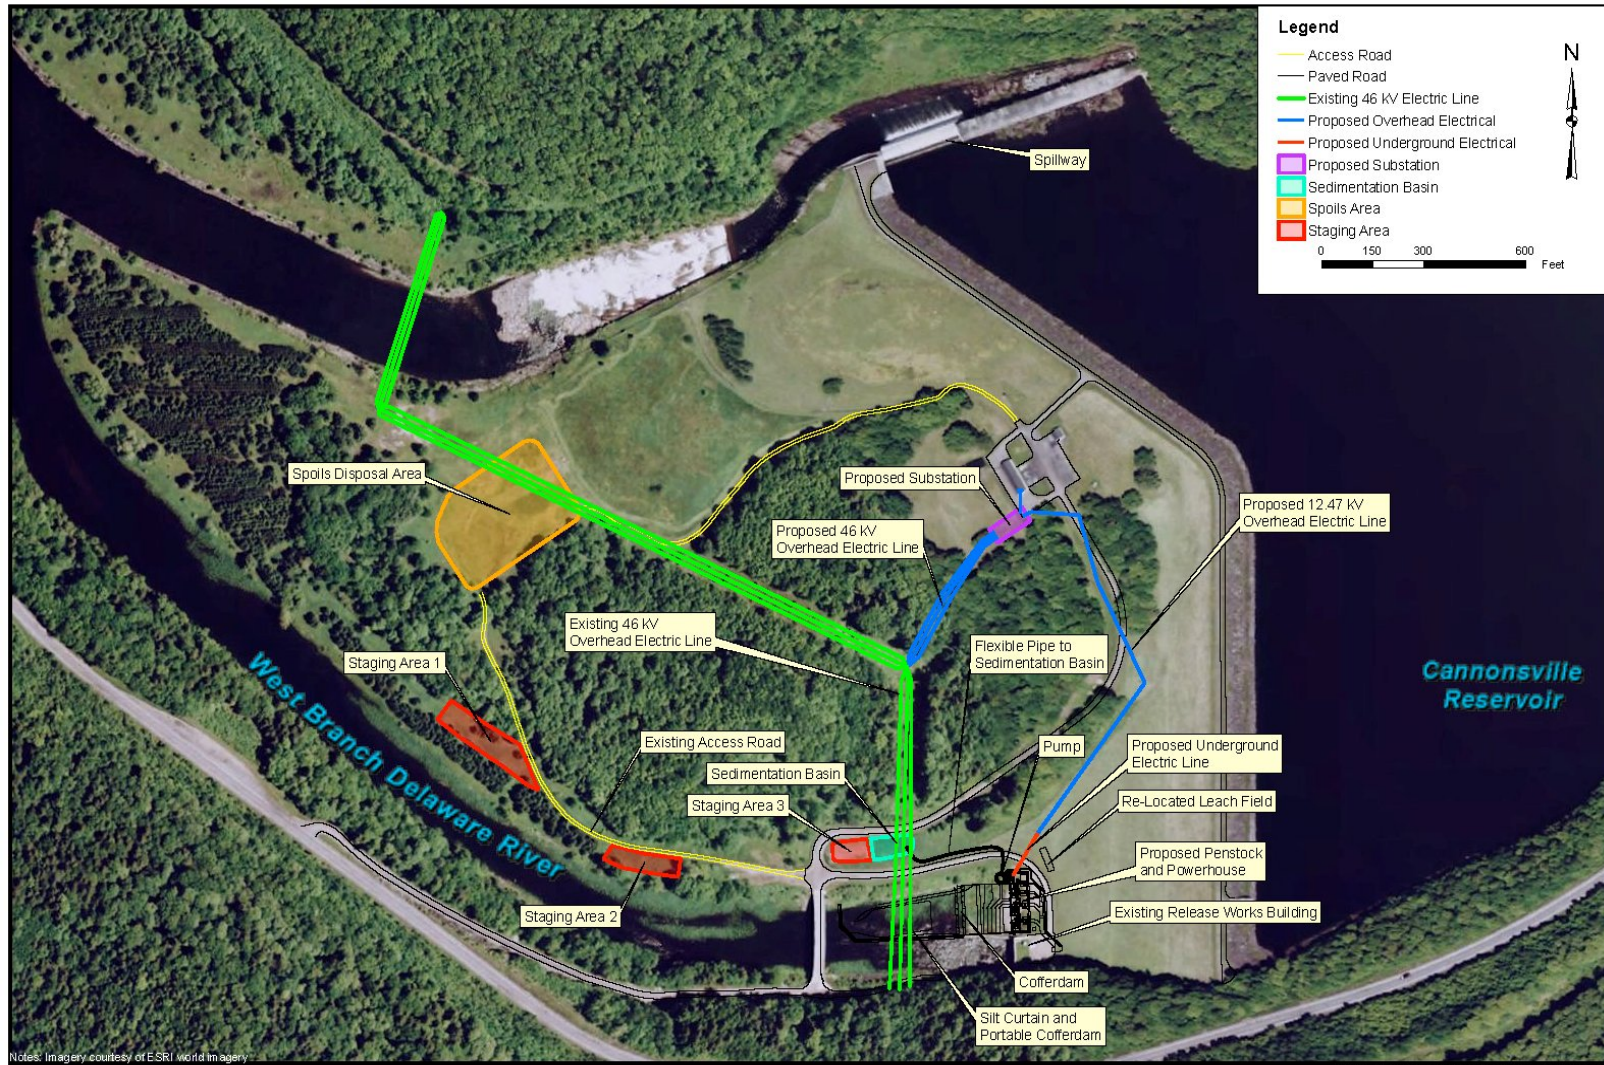 Legend
N
Access Road
Paved Road
Existing 46 kV Electric Line
Proposed Overhead Electrical
Proposed Underground Electrical
Proposed Substation
Sedimentation Basin
Spoils Area
Staging Area
0 150 300 600
Feet
Spillway
Spoils Disposal Area
Proposed Substation
Proposed 46 kV
Overhead Electric Line
Proposed 12.47 kV
Overhead Electric Line
Existing 46 kV
Overhead Electric Line
Flexible Pipe to
Sedimentation Basin
Staging Area 1
West Branch Delaware River
Cannonsville
Reservoir
Existing Access Road
Pump
Proposed Underground
Electric Line
Sedimentation Basin
Staging Area 3
Re-Located Leach Field
Proposed Penstock
and Powerhouse
Staging Area 2
Existing Release Works Building
Cofferdam
Silt Curtain and
Portable Cofferdam
Notes: Imagery courtesy of ESRI world imagery